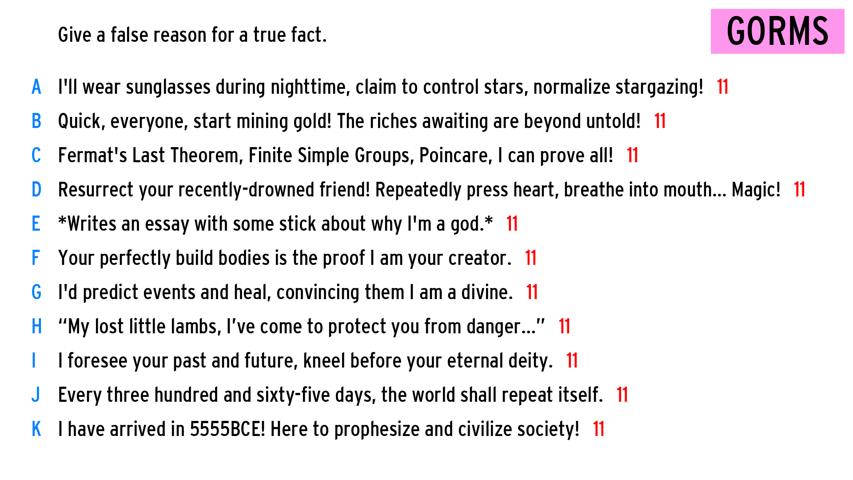 Give a false reason for a true fact.
GORMS
A I'll wear sunglasses during nighttime, claim to control stars, normalize stargazing! 11
B Quick, everyone, start mining gold! The riches awaiting are beyond untold! 11
C Fermat's Last Theorem, Finite Simple Groups, Poincare, I can prove all! 11
D Resurrect your recently-drowned friend! Repeatedly press heart, breathe into mouth... Magic! 11
E *Writes an essay with some stick about why I'm a god.* 11
F Your perfectly build bodies is the proof I am your creator. 11
G I'd predict events and heal, convincing them I am a divine. 11
H “My lost little lambs, I’ve come to protect you from danger...” 11
I I foresee your past and future, kneel before your eternal deity. 11
J Every three hundred and sixty-five days, the world shall repeat itself. 11
K I have arrived in 5555BCE! Here to prophesize and civilize society! 11